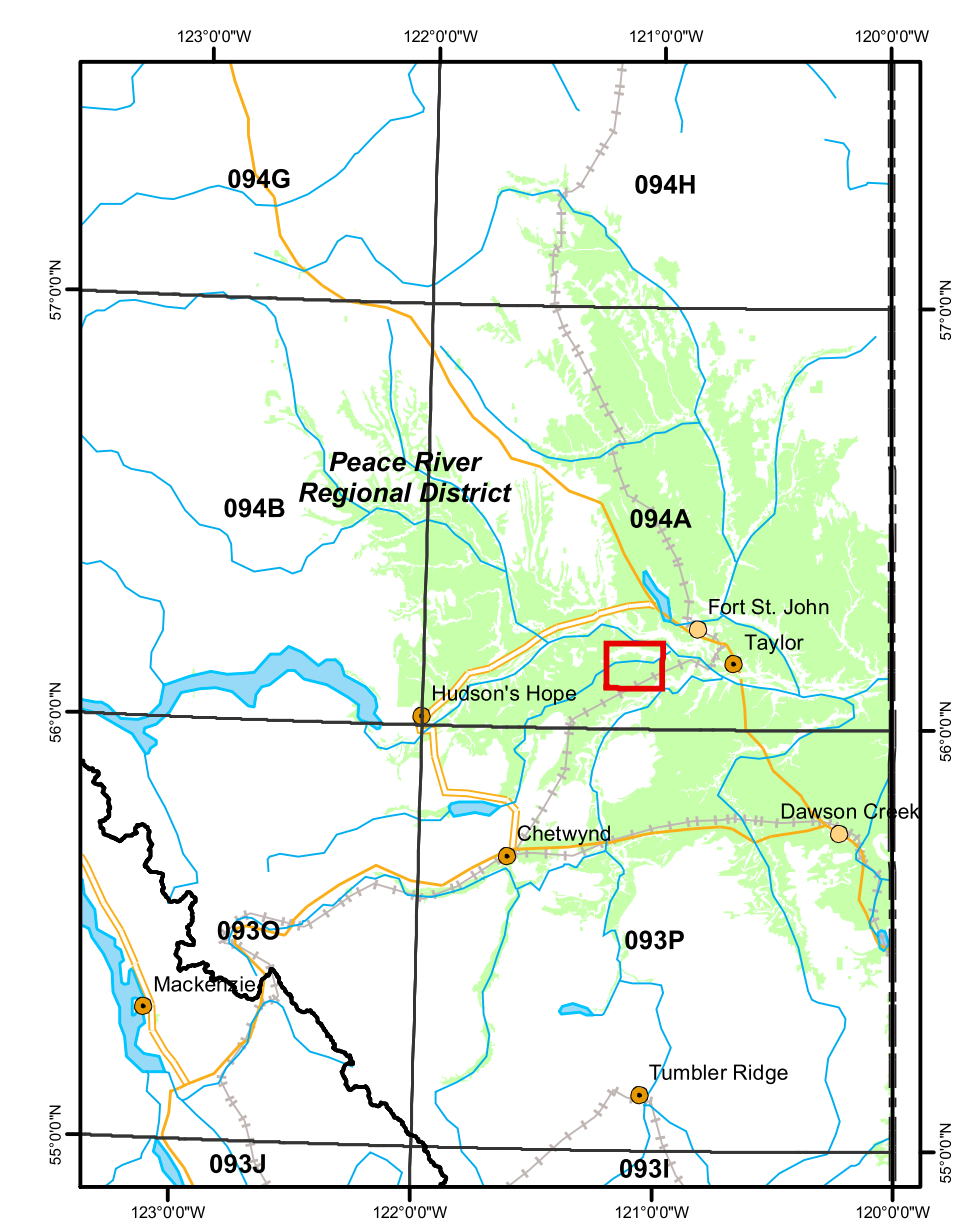 123°0'0"W 122°0'0"W 121°0'0"W 120°0'0"W
094G
094H
57°0'0"N
57°0'0"N
Peace River
Regional District
094B
094A
Fort St. John
Taylor
Hudson's Hope
56°0'0"N
56°0'0"N
Dawson Creek
Chetwynd
093O
093P
Mackenzie
Tumbler Ridge
55°0'0"N
55°0'0"N
093J
093I
123°0'0"W 122°0'0"W 121°0'0"W 120°0'0"W